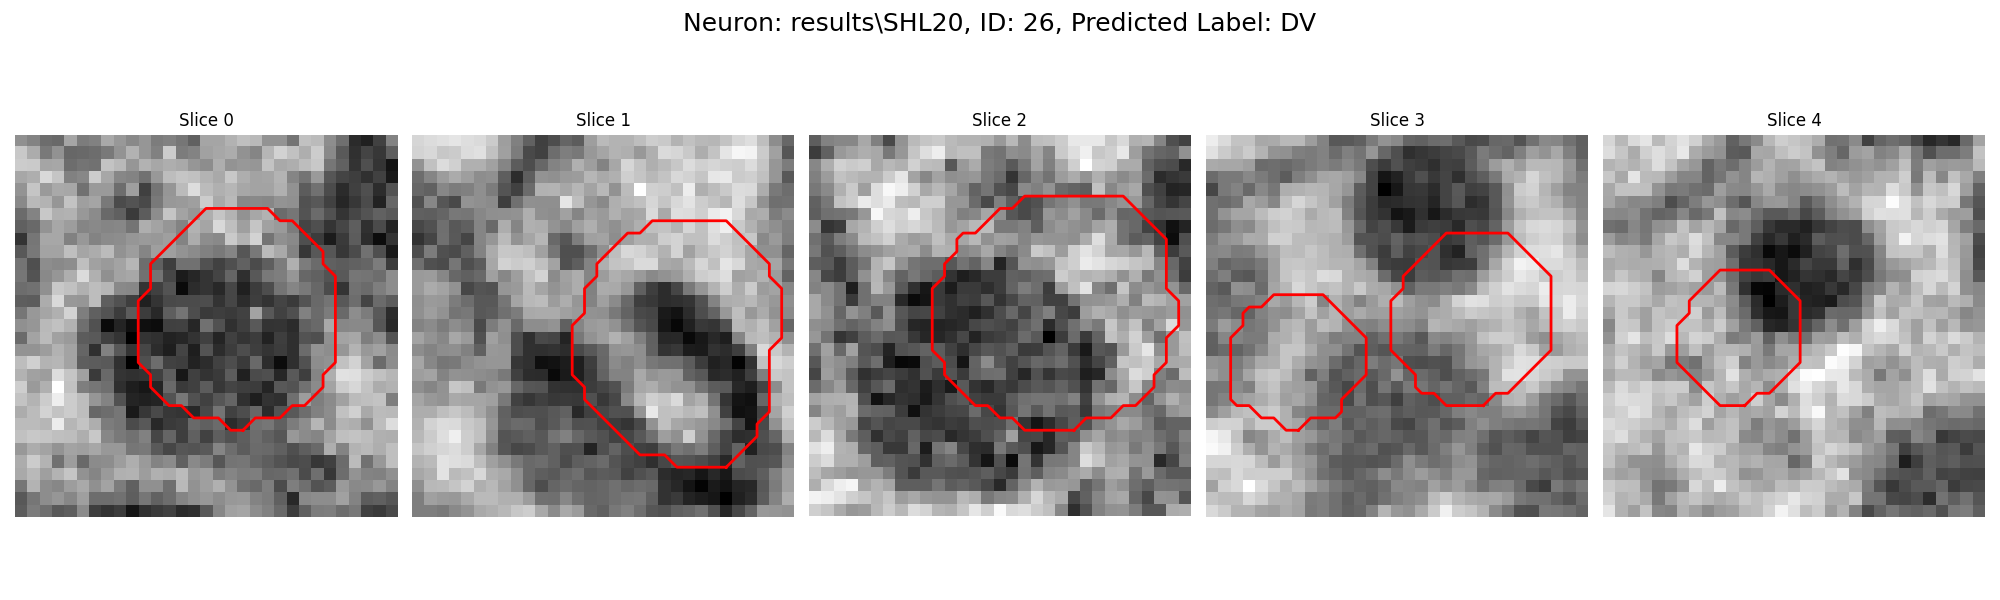 Neuron: results\SHL20, ID: 26, Predicted Label: DV
Slice 0
Slice 1
Slice 2
Slice 3
Slice 4